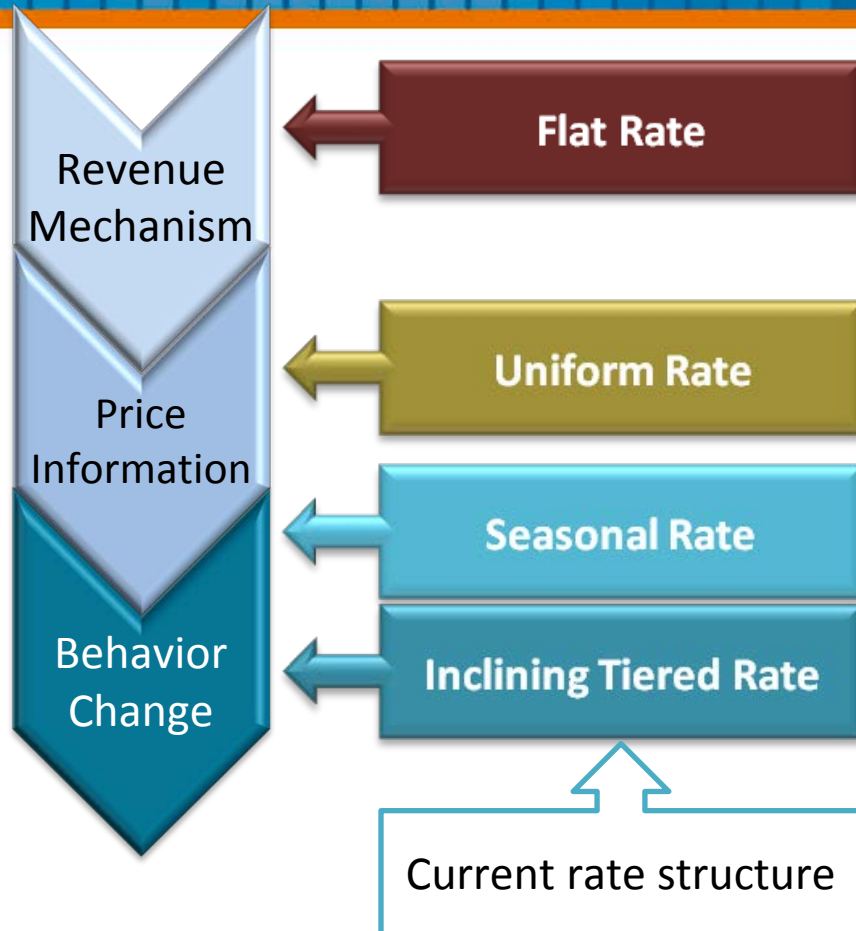 Revenue
Mechanism
Flat Rate
Price
Information
Uniform Rate
Behavior
Change
Seasonal Rate
Inclining Tiered Rate
Current rate structure